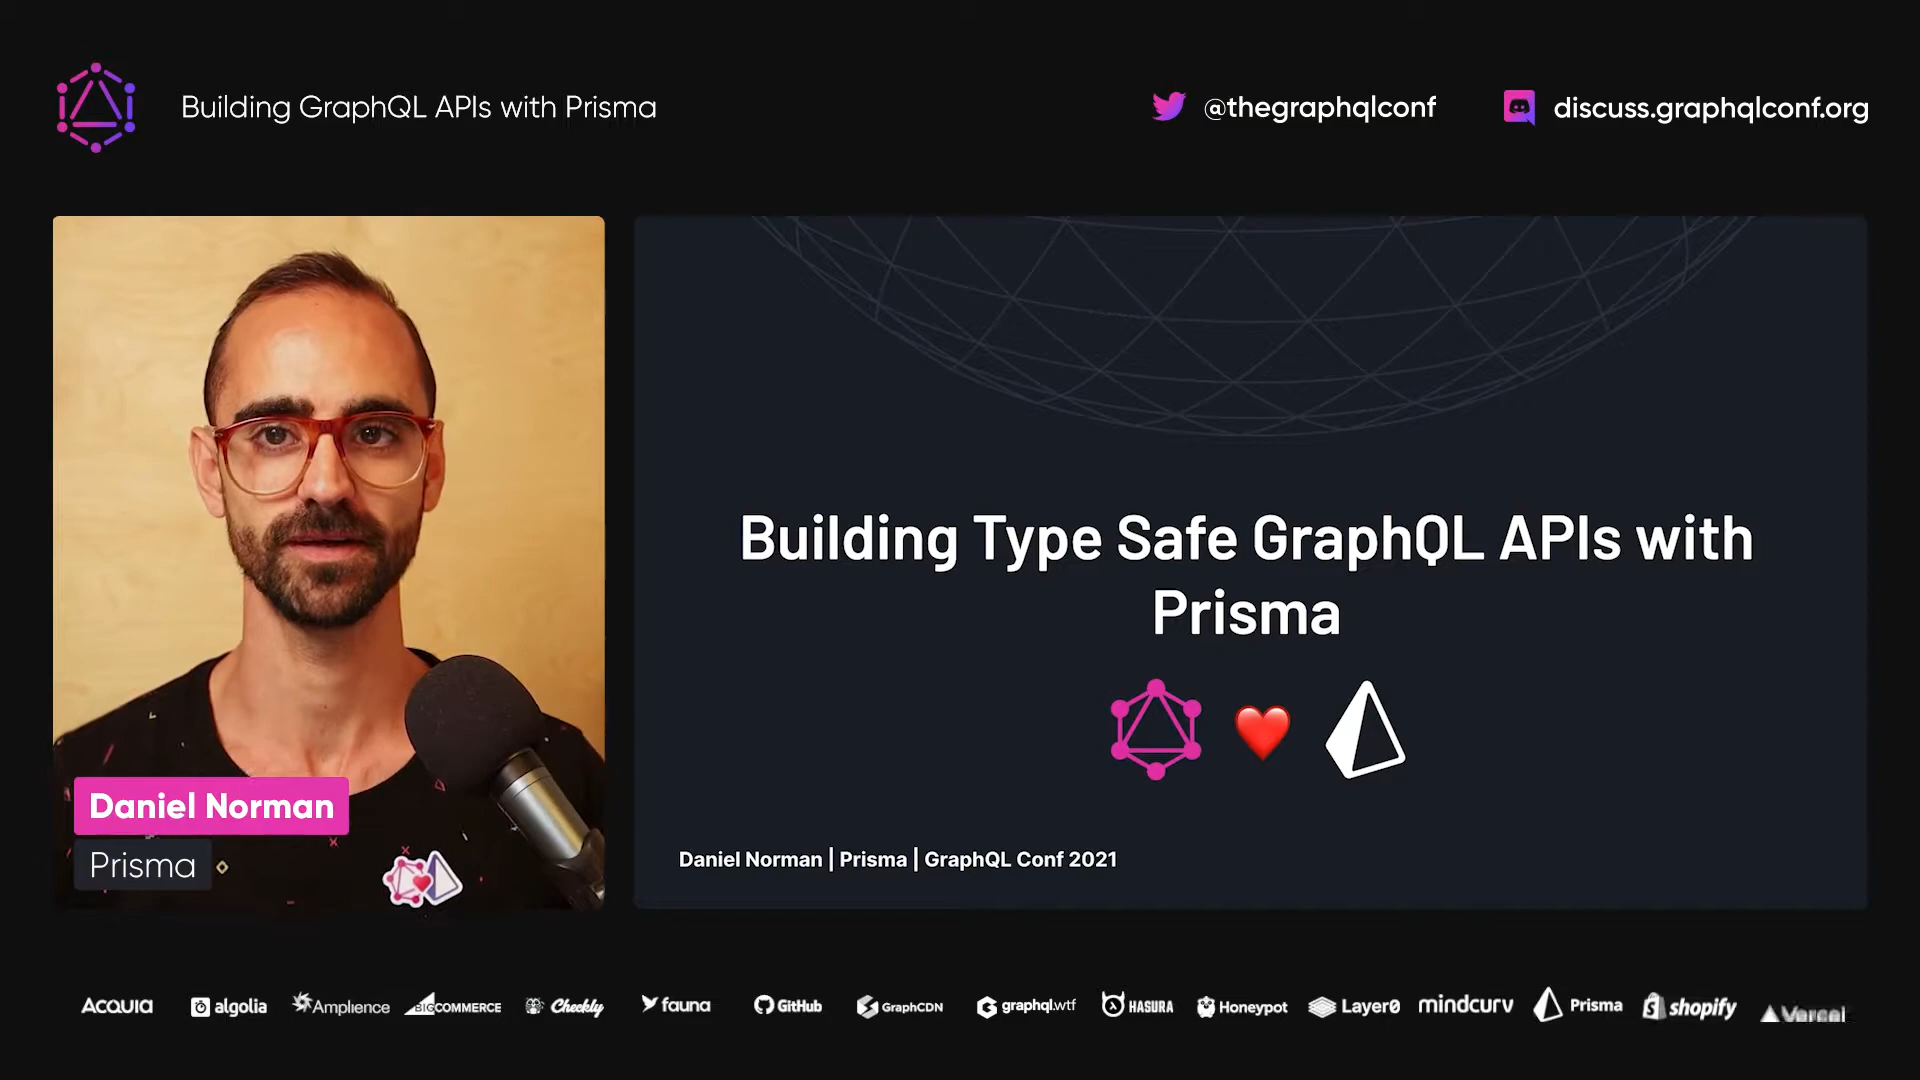 Building GraphQL APIs with Prisma
@thegraphqlconf
discuss.graphqlconf.org
Building Type Safe GraphQL APIs with
Prisma
Daniel Norman
Prisma
Daniel Norman | Prisma | GraphQL Conf 2021
ACQUIA
algolia
Amplience
BIGCOMMERCE
Checkly
fauna
GitHub
GraphCDN
graphql.wtf
HASURA
Honeypot
Layer0
mindcurv
Prisma
shopify
Vercel